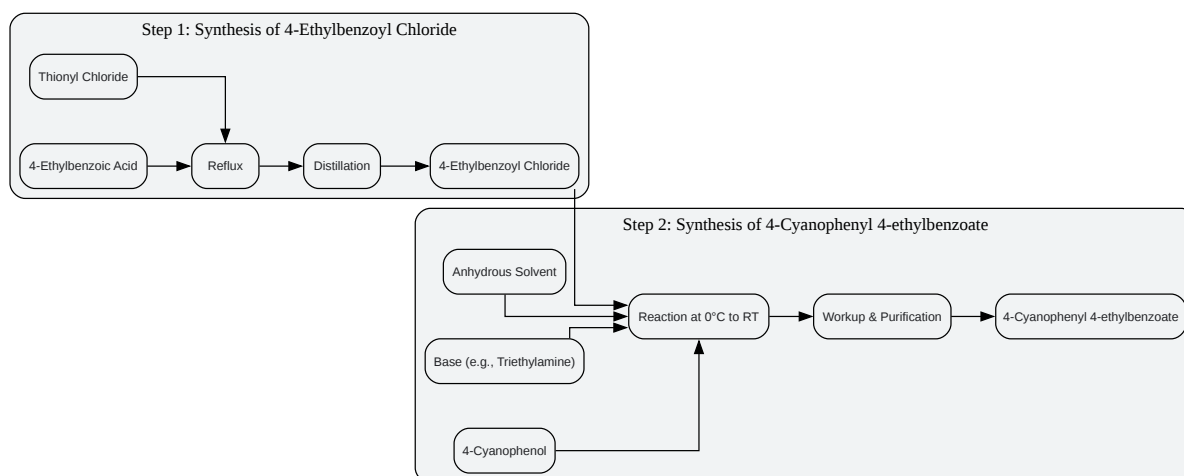 Step 1: Synthesis of 4-Ethylbenzoyl Chloride
Thionyl Chloride
4-Ethylbenzoic Acid
Reflux
Distillation
4-Ethylbenzoyl Chloride
Step 2: Synthesis of 4-Cyanophenyl 4-ethylbenzoate
Anhydrous Solvent
Base (e.g., Triethylamine)
4-Cyanophenol
Reaction at 0°C to RT
Workup & Purification
4-Cyanophenyl 4-ethylbenzoate